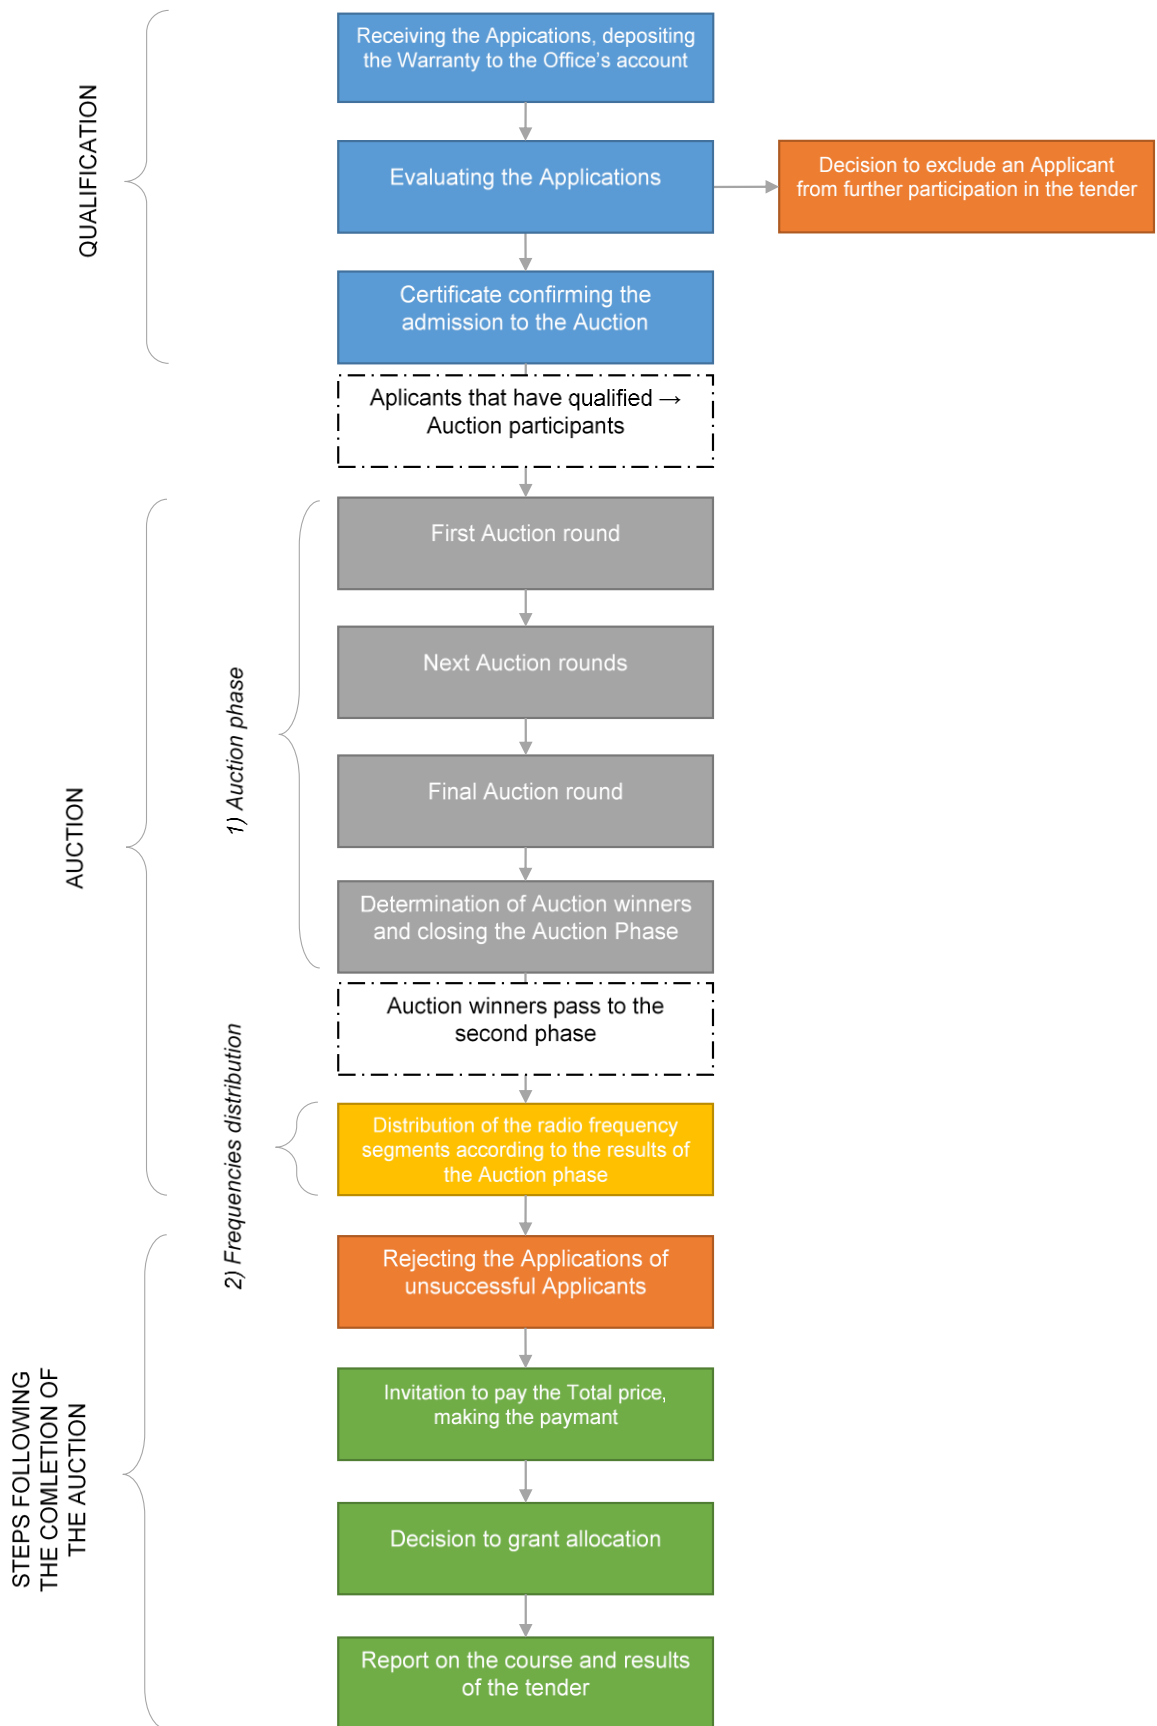 Receiving the Appications, depositing
the Warranty to the Office's account
QUALIFICATION
Evaluating the Applications
Decision to exclude an Applicant
from further participation in the tender
Certificate confirming the
admission to the Auction
Aplicants that have qualified →
Auction participants
AUCTION
1) Auction phase
First Auction round
Next Auction rounds
Final Auction round
Determination of Auction winners
and closing the Auction Phase
Auction winners pass to the
second phase
2) Frequencies distribution
Distribution of the radio frequency
segments according to the results of
the Auction phase
STEPS FOLLOWING
THE COMLETION OF
THE AUCTION
Rejecting the Applications of
unsuccessful Applicants
Invitation to pay the Total price,
making the paymant
Decision to grant allocation
Report on the course and results
of the tender